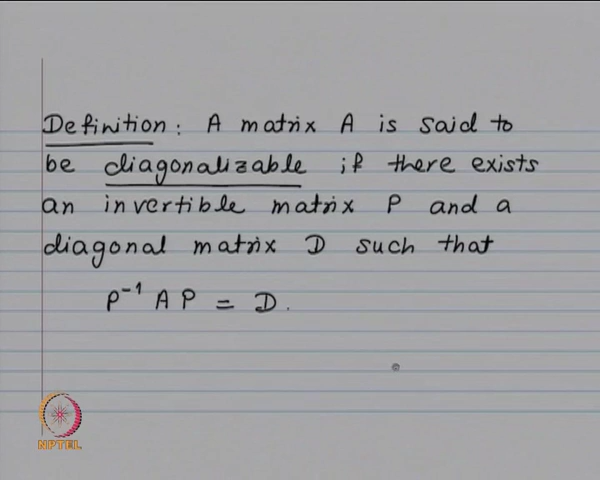 Definition: A matrix A is said to
be diagonalizable if there exists
an invertible matrix P and a
diagonal matrix D such that
P⁻¹ A P = D.
NPTEL